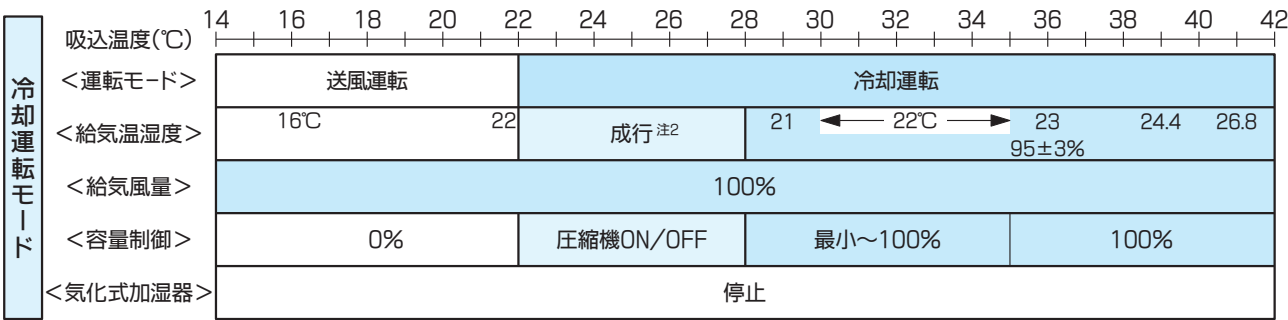 冷却運転モード
吸込温度(℃) 14 16 18 20 22 24 26 28 30 32 34 36 38 40 42
＜運転モード＞ 送風運転 冷却運転
＜給気温湿度＞ 16℃ 22 成行 注2 21 22℃ 23 24.4 26.8
95±3%
＜給気風量＞ 100%
＜容量制御＞ 0% 圧縮機ON/OFF 最小～100% 100%
＜気化式加湿器＞ 停止